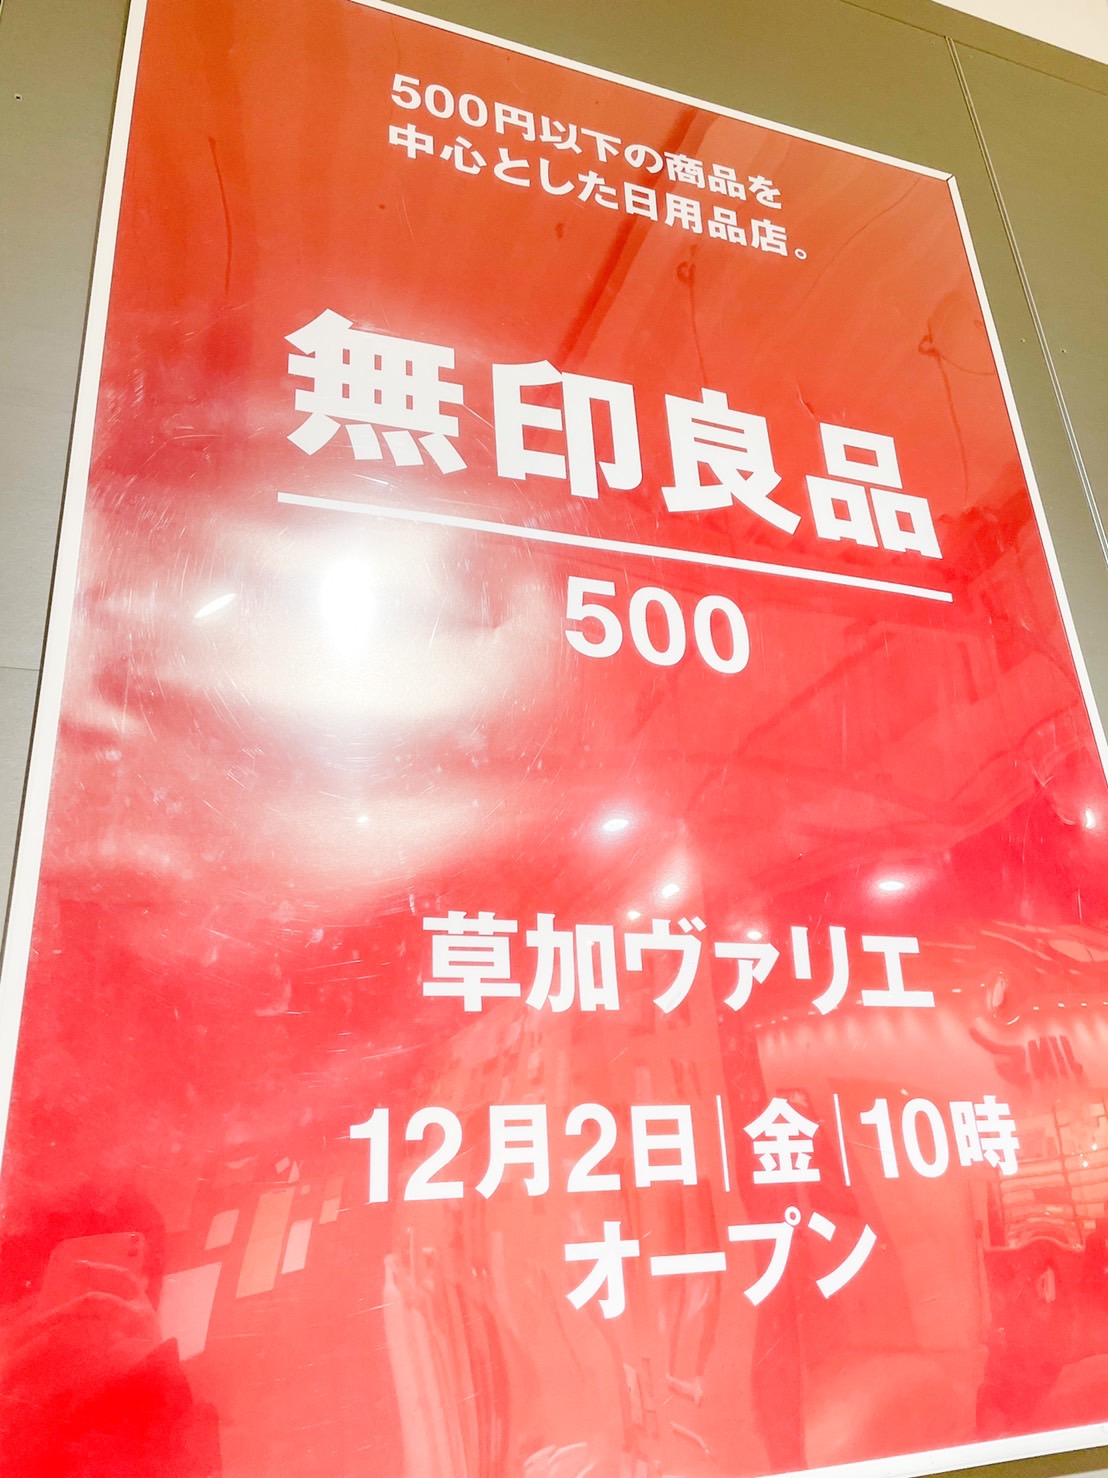 500円以下の商品を
中心とした日用品店。
無印良品
500
草加ヴァリエ
12月2日|金|10時
オープン